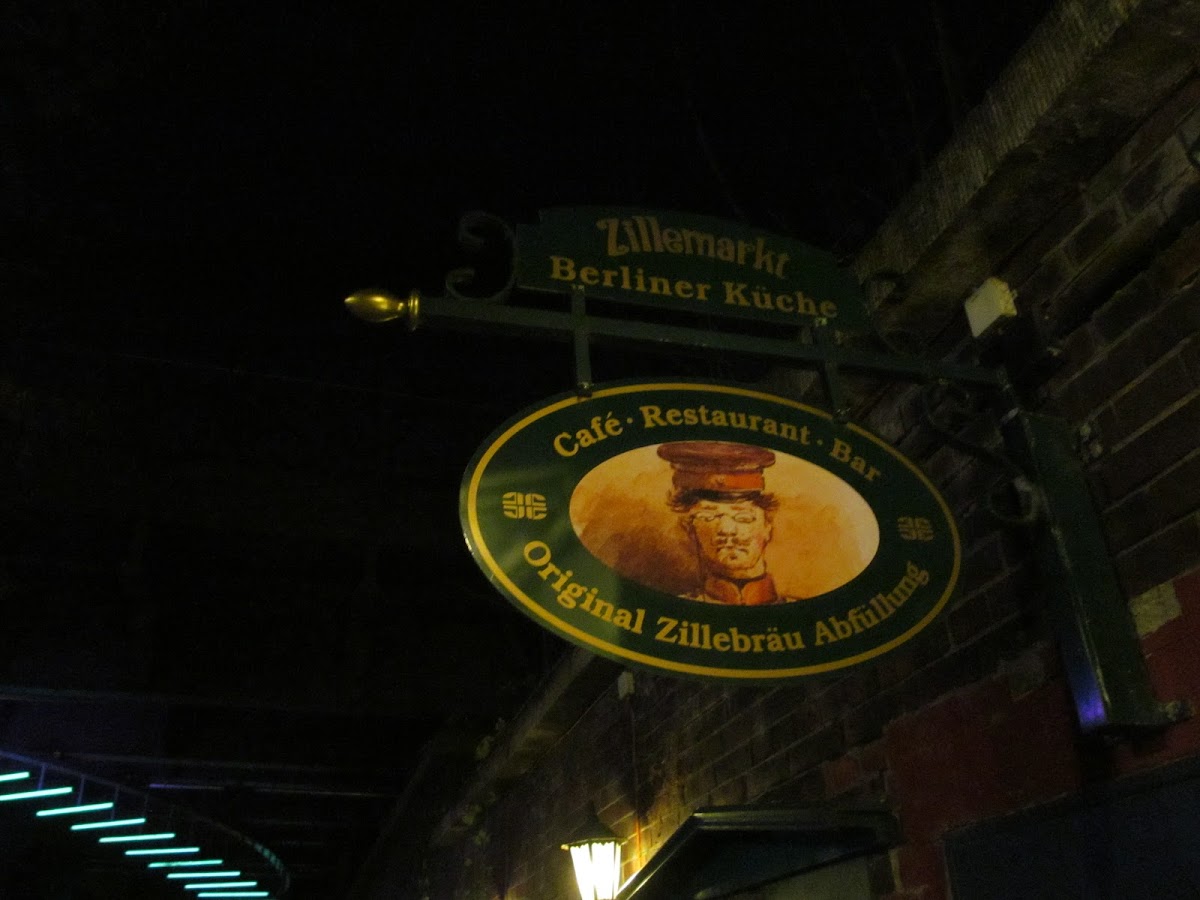 Zillemarkt
Berliner Küche
Café · Restaurant · Bar
Original Zillebräu Abfüllung